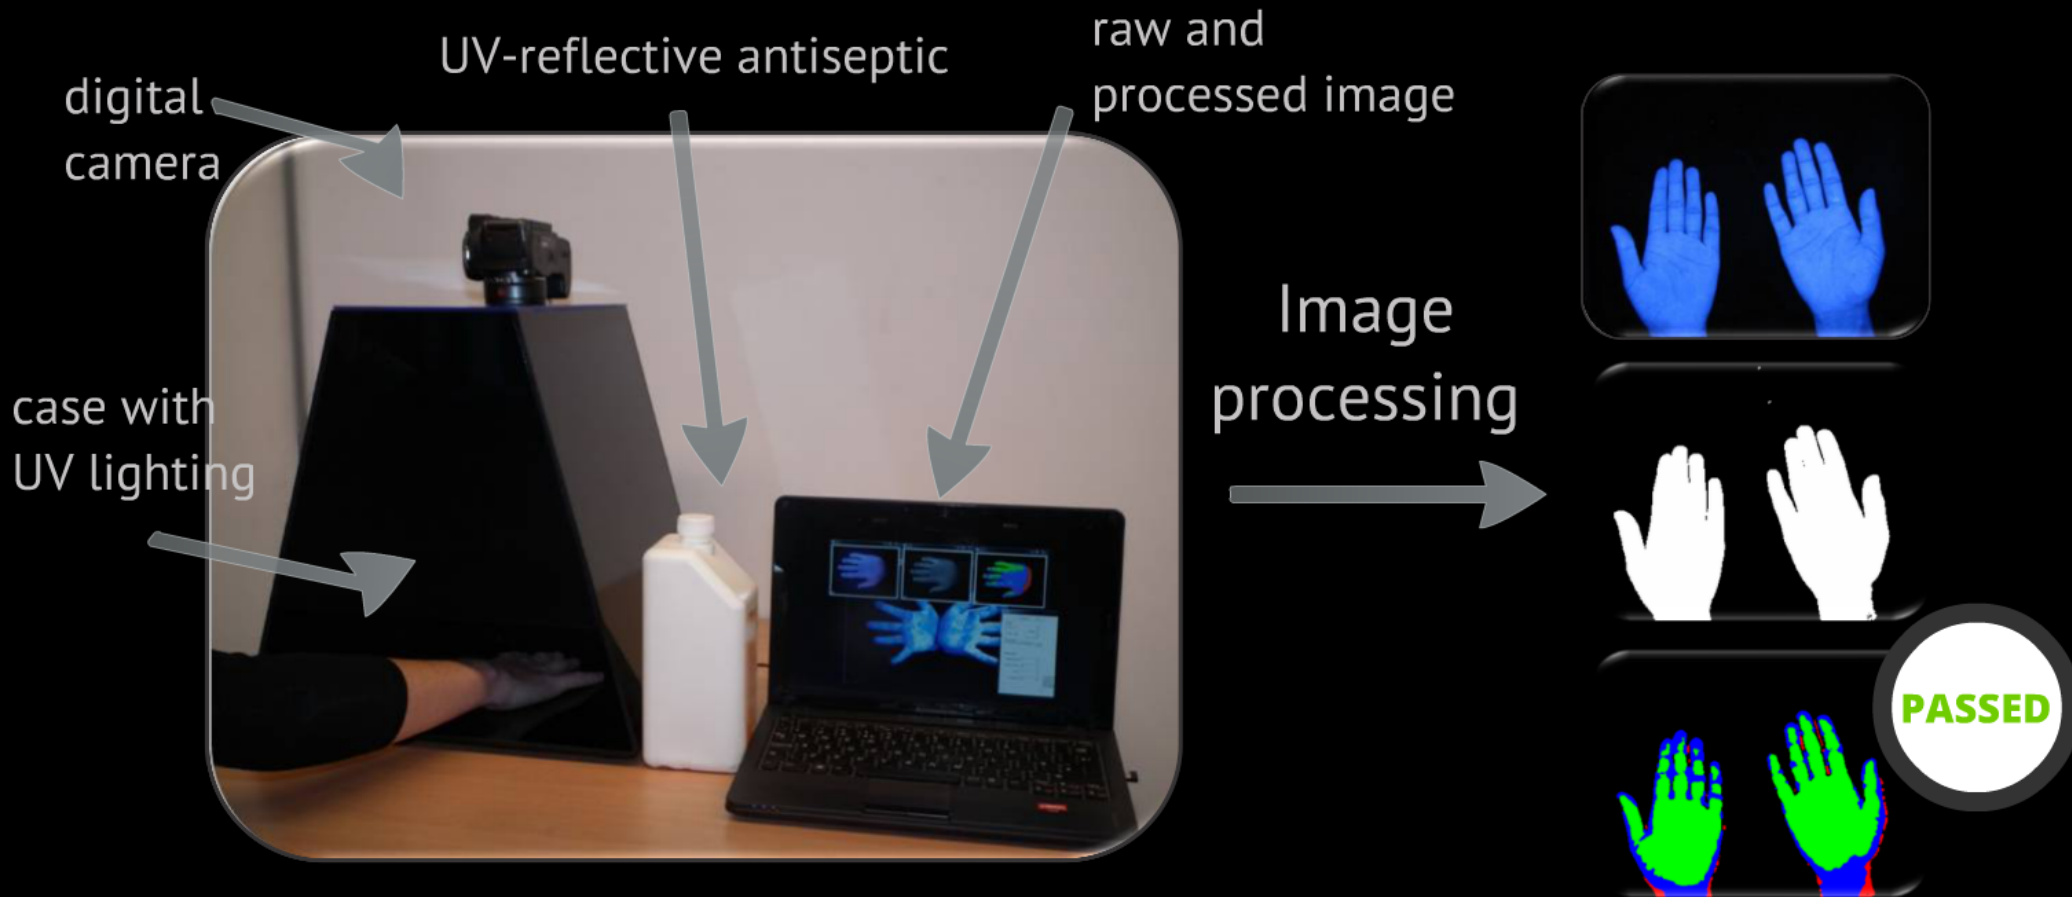 digital
camera
UV-reflective antiseptic
raw and
processed image
case with
UV lighting
Image
processing
PASSED